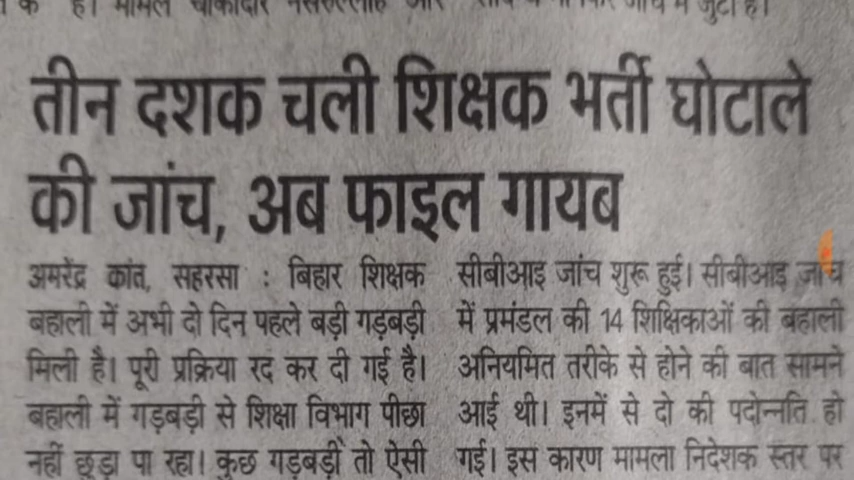 तीन दशक चली शिक्षक भर्ती घोटाले
की जांच, अब फाइल गायब
अमरेंद्र कांत, सहरसा : बिहार शिक्षक
बहाली में अभी दो दिन पहले बड़ी गड़बड़ी
मिली है। पूरी प्रक्रिया रद कर दी गई है।
बहाली में गड़बड़ी से शिक्षा विभाग पीछा
नहीं छुड़ा पा रहा। कुछ गड़बड़ी तो ऐसी
सीबीआइ जांच शुरू हुई। सीबीआइ जांच
में प्रमंडल की 14 शिक्षिकाओं की बहाली
अनियमित तरीके से होने की बात सामने
आई थी। इनमें से दो की पदोन्नति हो
गई। इस कारण मामला निदेशक स्तर पर